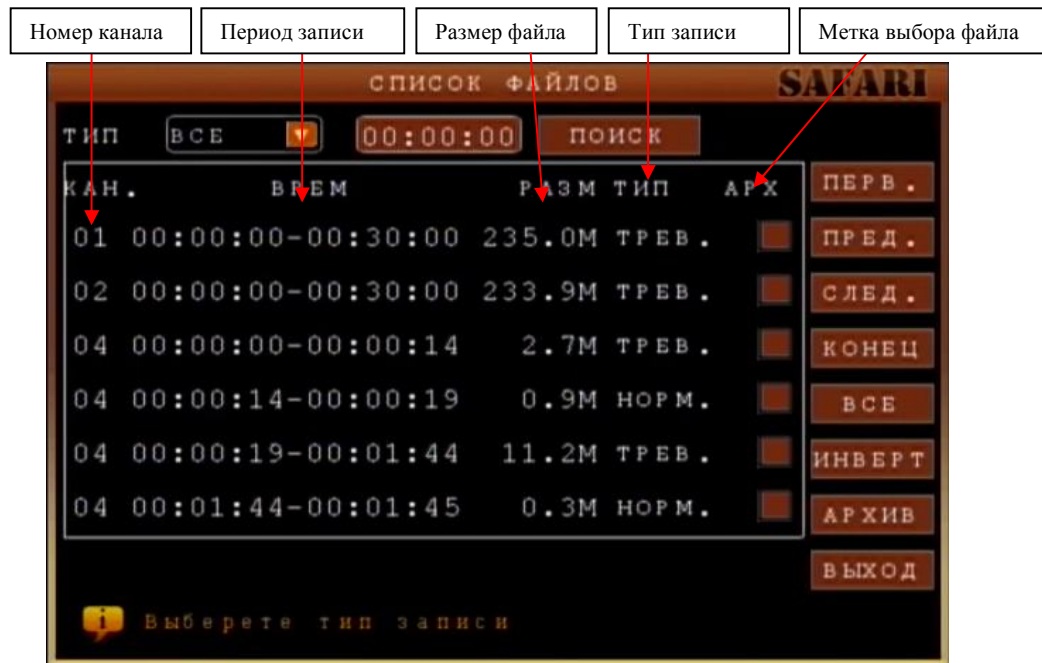 Номер канала Период записи Размер файла Тип записи Метка выбора файла
СПИСОК ФАЙЛОВ SAFARI
ТИП ВСЕ 00:00:00 ПОИСК
КАН. ВРЕМ РАЗМ ТИП АРХ ПЕРВ.
01 00:00:00-00:30:00 235.0M ТРЕВ. ПРЕД.
02 00:00:00-00:30:00 233.9M ТРЕВ. СЛЕД.
04 00:00:00-00:00:14 2.7M ТРЕВ. КОНЕЦ
04 00:00:14-00:00:19 0.9M НОРМ. ВСЕ
04 00:00:19-00:01:44 11.2M ТРЕВ. ИНВЕРТ
04 00:01:44-00:01:45 0.3M НОРМ. АРХИВ
ВЫХОД
i Выберете тип записи